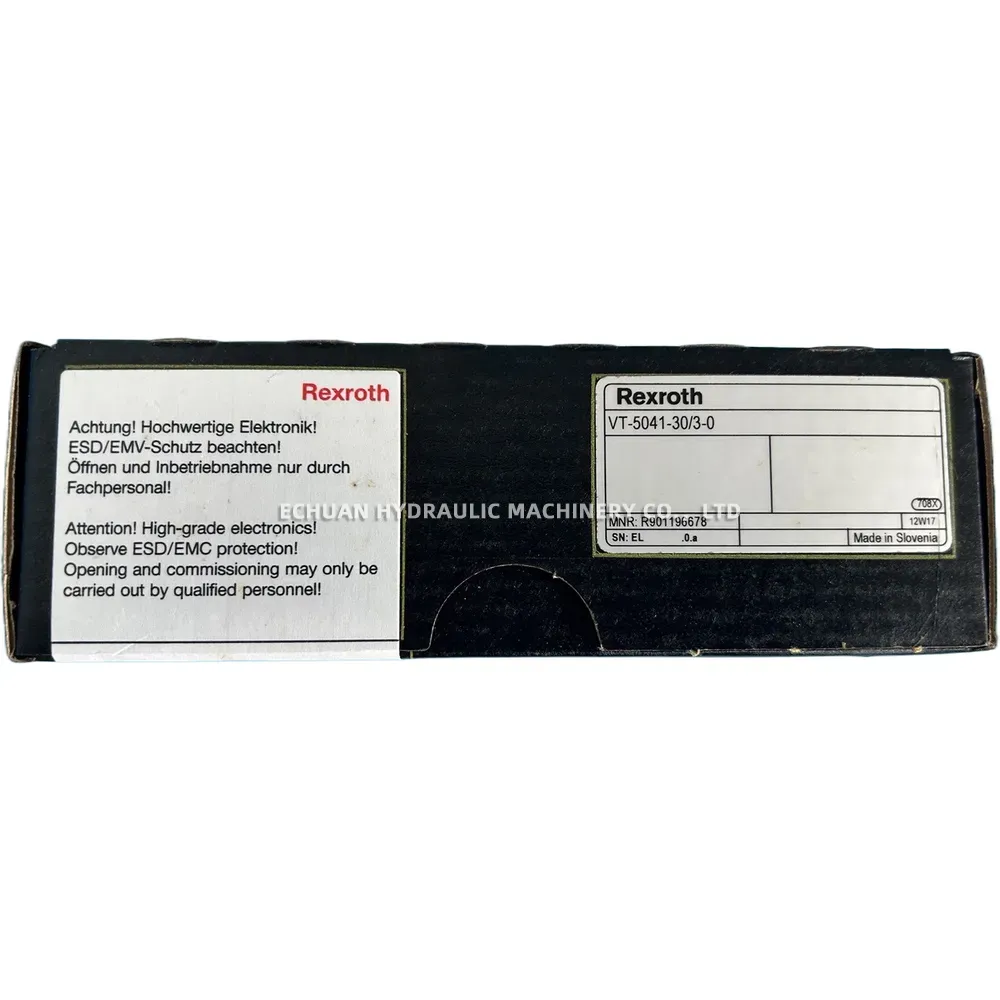 Rexroth
Achtung! Hochwertige Elektronik!
ESD/EMV-Schutz beachten!
Öffnen und Inbetriebnahme nur durch
Fachpersonal!
Attention! High-grade electronics!
Observe ESD/EMC protection!
Opening and commissioning may only be
carried out by qualified personnel!
ECHUAN HYDRAULIC MACHINERY CO., LTD
Rexroth
VT-5041-30/3-0
708X
MNR: R901196678
12W17
SN: EL .0.a
Made in Slovenia